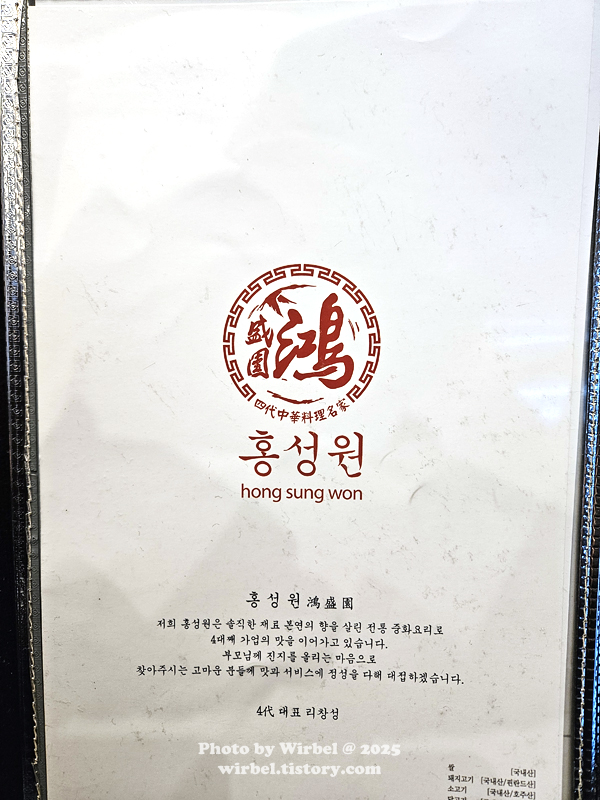 盛園
鴻
四代中華料理名家
홍성원
hong sung won
홍성원 鴻盛園
저희 홍성원은 솔직한 재료 본연의 향을 살린 전통 중화요리로
4대째 가업의 맛을 이어가고 있습니다.
부모님께 진지를 올리는 마음으로
찾아주시는 고마운 분들께 맛과 서비스에 정성을 다해 대접하겠습니다.
4代 대표 리창성
Photo by Wirbel @ 2025
wirbel.tistory.com
쌀 [국내산]
돼지고기 [국내산/핀란드산]
소고기 [국내산/호주산]